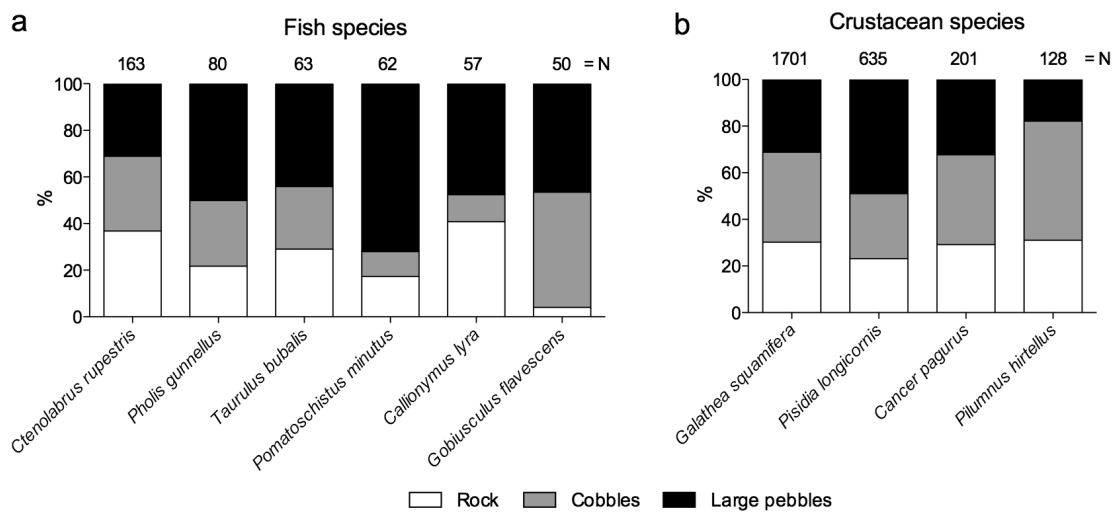 a
Fish species
163 80 63 62 57 50 = N
100
80
60
40
20
0
%
Ctenolabrus rupestris
Pholis gunnellus
Taurulus bubalis
Pomatoschistus minutus
Callionymus lyra
Gobiusculus flavescens
b
Crustacean species
1701 635 201 128 = N
100
80
60
40
20
0
%
Galathea squamifera
Pisidia longicornis
Cancer pagurus
Pilumnus hirtellus
Rock Cobbles Large pebbles